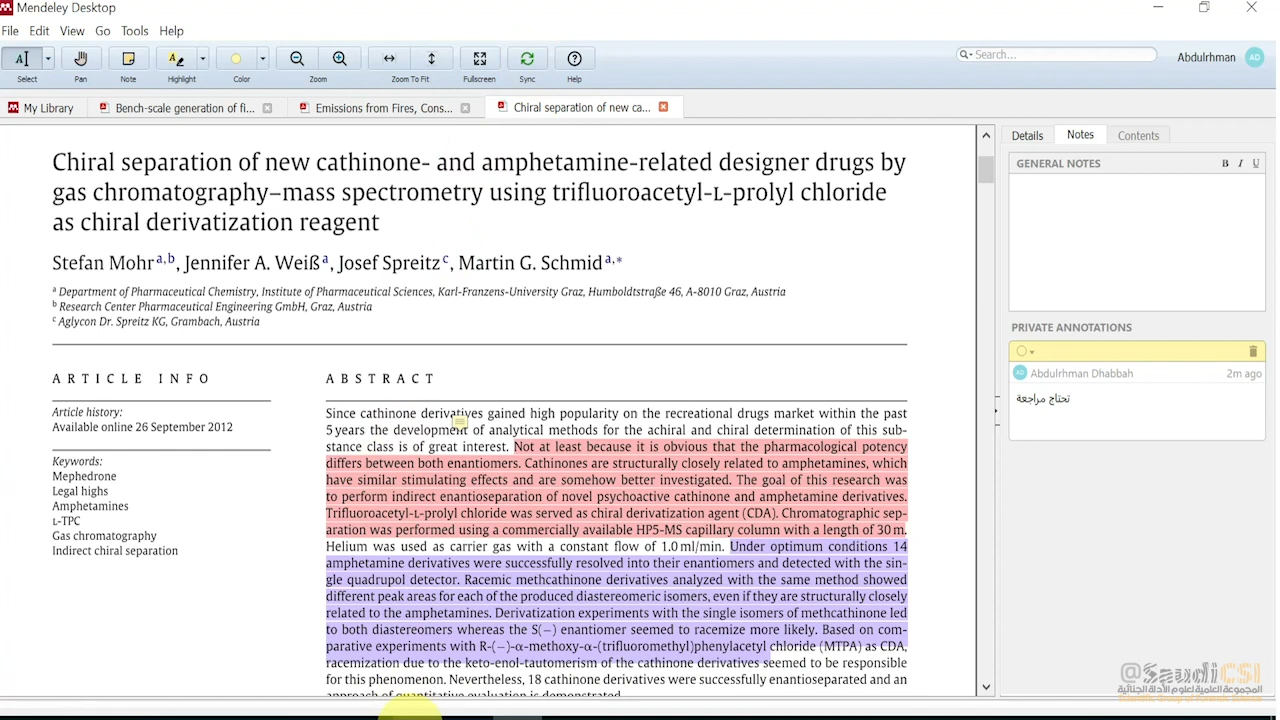 Mendeley Desktop
File Edit View Go Tools Help
Select Pan Note Highlight Color Zoom Zoom To Fit Fullscreen Sync Help
Search...
Abdulrhman AD
My Library
Bench-scale generation of fi...
Emissions from Fires, Cons...
Chiral separation of new ca...
Chiral separation of new cathinone- and amphetamine-related designer drugs by
gas chromatography–mass spectrometry using trifluoroacetyl-L-prolyl chloride
as chiral derivatization reagent
Stefan Mohr a,b, Jennifer A. Weiß a, Josef Spreitz c, Martin G. Schmid a,*
a Department of Pharmaceutical Chemistry, Institute of Pharmaceutical Sciences, Karl-Franzens-University Graz, Humboldtstraße 46, A-8010 Graz, Austria
b Research Center Pharmaceutical Engineering GmbH, Graz, Austria
c Aglycon Dr. Spreitz KG, Grambach, Austria
ARTICLE INFO
Article history:
Available online 26 September 2012
Keywords:
Mephedrone
Legal highs
Amphetamines
L-TPC
Gas chromatography
Indirect chiral separation
ABSTRACT
Since cathinone derivatives gained high popularity on the recreational drugs market within the past
5 years the development of analytical methods for the achiral and chiral determination of this sub-
stance class is of great interest. Not at least because it is obvious that the pharmacological potency
differs between both enantiomers. Cathinones are structurally closely related to amphetamines, which
have similar stimulating effects and are somehow better investigated. The goal of this research was
to perform indirect enantioseparation of novel psychoactive cathinone and amphetamine derivatives.
Trifluoroacetyl-L-prolyl chloride was served as chiral derivatization agent (CDA). Chromatographic sep-
aration was performed using a commercially available HP5-MS capillary column with a length of 30 m.
Helium was used as carrier gas with a constant flow of 1.0 ml/min. Under optimum conditions 14
amphetamine derivatives were successfully resolved into their enantiomers and detected with the sin-
gle quadrupol detector. Racemic methcathinone derivatives analyzed with the same method showed
different peak areas for each of the produced diastereomeric isomers, even if they are structurally closely
related to the amphetamines. Derivatization experiments with the single isomers of methcathinone led
to both diastereomers whereas the S(−) enantiomer seemed to racemize more likely. Based on com-
parative experiments with R-(−)-α-methoxy-α-(trifluoromethyl)phenylacetyl chloride (MTPA) as CDA,
racemization due to the keto-enol-tautomerism of the cathinone derivatives seemed to be responsible
for this phenomenon. Nevertheless, 18 cathinone derivatives were successfully enantioseparated and an
approach of quantitative evaluation is demonstrated.
Details Notes Contents
GENERAL NOTES B I U
PRIVATE ANNOTATIONS
AD Abdulrhman Dhabbah 2m ago
تحتاج مراجعة
@SaudiCSI
المجموعة العلمية لعلوم الأدلة الجنائية
Scientific Group of Forensic Sciences